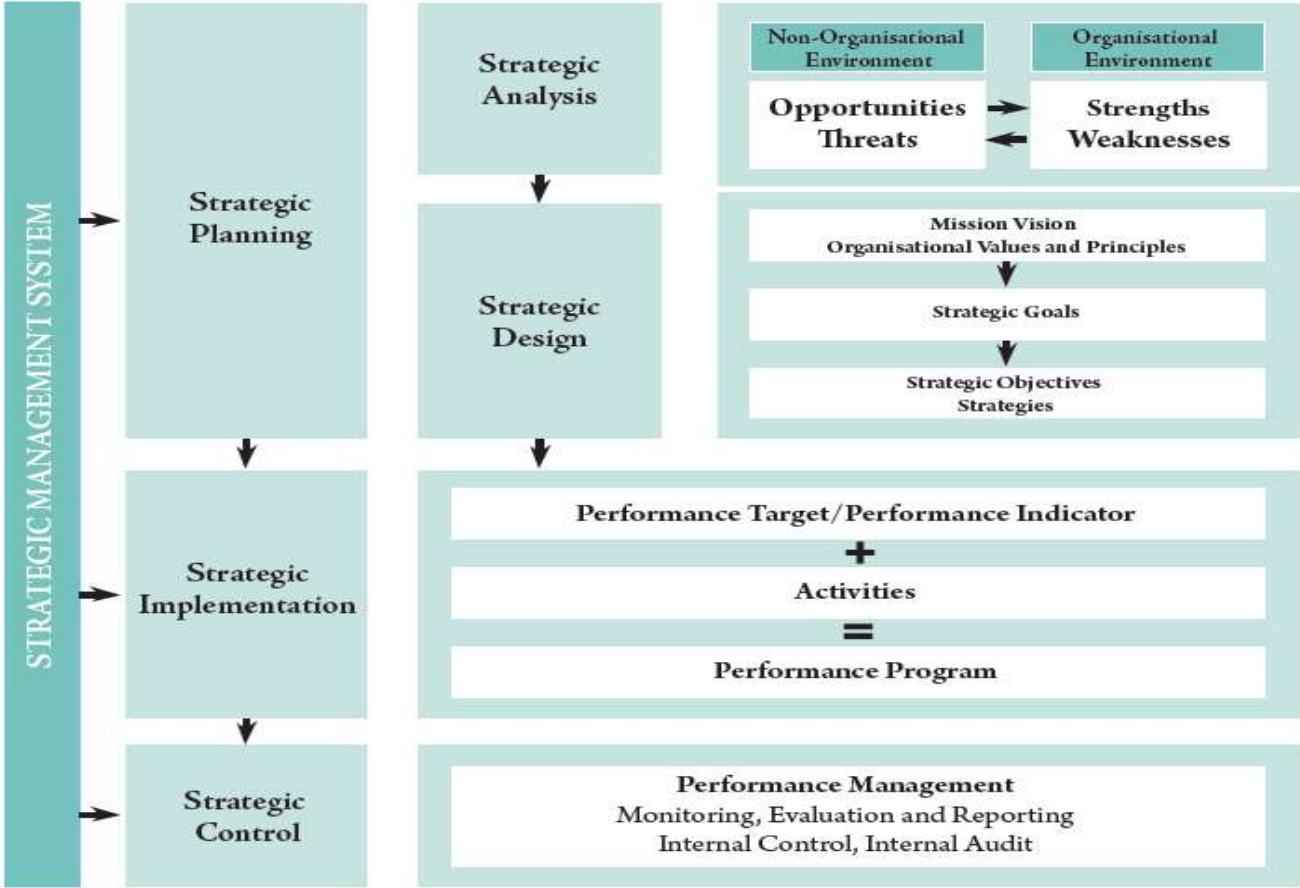 STRATEGIC MANAGEMENT SYSTEM
Strategic
Planning
Strategic
Analysis
Non-Organisational
Environment
Organisational
Environment
Opportunities
Threats
Strengths
Weaknesses
Strategic
Design
Mission Vision
Organisational Values and Principles
Strategic Goals
Strategic Objectives
Strategies
Strategic
Implementation
Performance Target/Performance Indicator
+
Activities
=
Performance Program
Strategic
Control
Performance Management
Monitoring, Evaluation and Reporting
Internal Control, Internal Audit